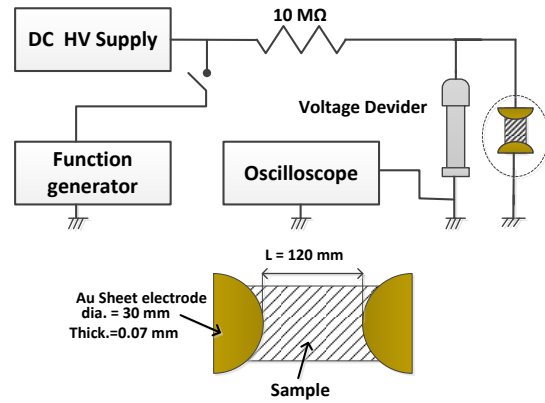 10 MΩ
DC HV Supply
Voltage Devider
Function
generator
Oscilloscope
L = 120 mm
Au Sheet electrode
dia. = 30 mm
Thick.=0.07 mm
Sample